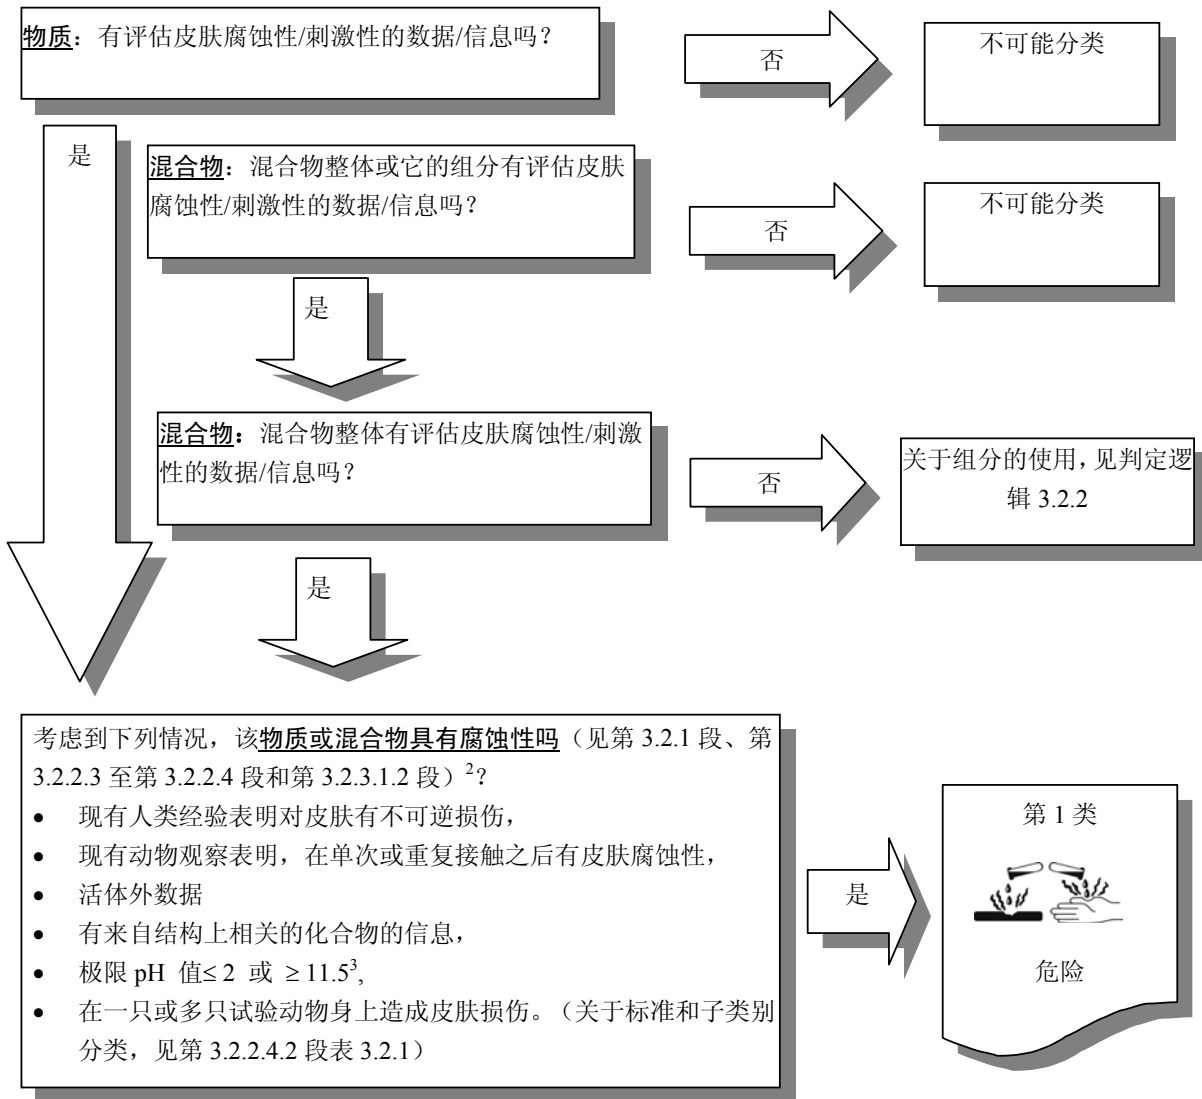 物质：有评估皮肤腐蚀性/刺激性的数据/信息吗？
否
不可能分类
是
混合物：混合物整体或它的组分有评估皮肤
腐蚀性/刺激性的数据/信息吗？
否
不可能分类
是
混合物：混合物整体有评估皮肤腐蚀性/刺激
性的数据/信息吗？
否
关于组分的使用，见判定逻
辑 3.2.2
是
考虑到下列情况，该物质或混合物具有腐蚀性吗（见第 3.2.1 段、第
3.2.2.3 至第 3.2.2.4 段和第 3.2.3.1.2 段）²？
• 现有人类经验表明对皮肤有不可逆损伤，
• 现有动物观察表明，在单次或重复接触之后有皮肤腐蚀性，
• 活体外数据
• 有来自结构上相关的化合物的信息，
• 极限 pH 值≤ 2 或 ≥ 11.5³,
• 在一只或多只试验动物身上造成皮肤损伤。（关于标准和子类别
分类，见第 3.2.2.4.2 段表 3.2.1）
是
第 1 类
危险